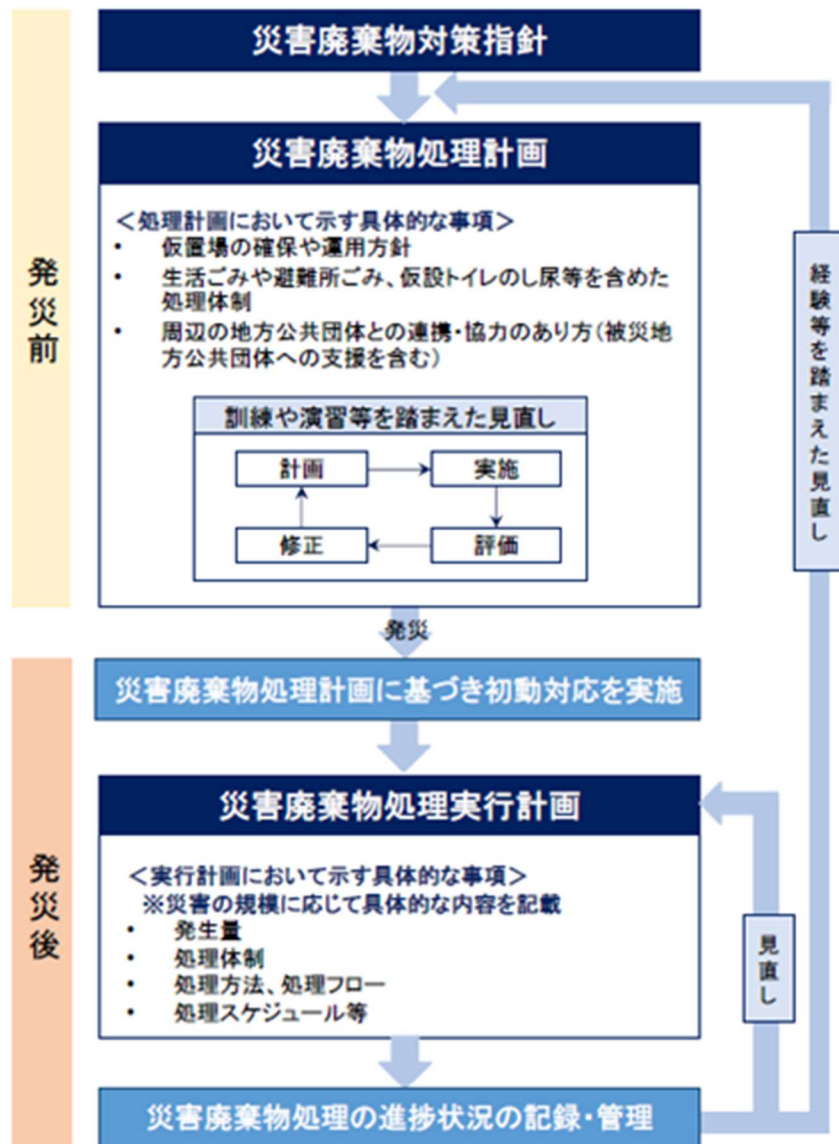 災害廃棄物対策指針
発災前
災害廃棄物処理計画
＜処理計画において示す具体的な事項＞
• 仮置場の確保や運用方針
• 生活ごみや避難所ごみ、仮設トイレのし尿等を含めた
処理体制
• 周辺の地方公共団体との連携・協力のあり方（被災地
方公共団体への支援を含む）
訓練や演習等を踏まえた見直し
計画
実施
修正
評価
経験等を踏まえた見直し
発災
発災後
災害廃棄物処理計画に基づき初動対応を実施
災害廃棄物処理実行計画
＜実行計画において示す具体的な事項＞
※災害の規模に応じて具体的な内容を記載
• 発生量
• 処理体制
• 処理方法、処理フロー
• 処理スケジュール等
見直し
災害廃棄物処理の進捗状況の記録・管理